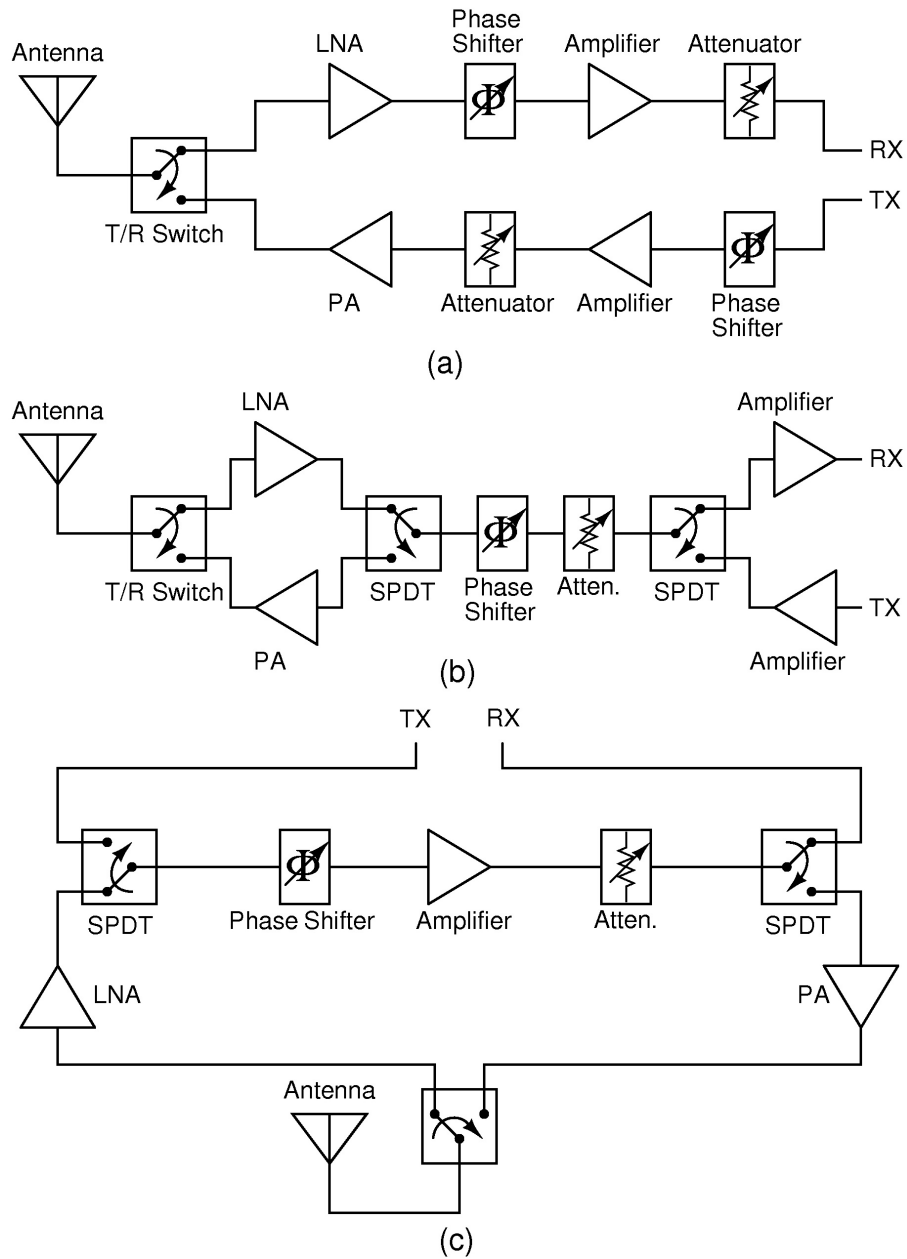 Antenna
LNA
Phase
Shifter
Amplifier
Attenuator
Φ
RX
TX
T/R Switch
Φ
PA
Attenuator
Amplifier
Phase
Shifter
(a)
Antenna
LNA
Amplifier
RX
Φ
T/R Switch
SPDT
Phase
Shifter
Atten.
SPDT
TX
PA
Amplifier
(b)
TX
RX
Φ
SPDT
Phase Shifter
Amplifier
Atten.
SPDT
LNA
PA
Antenna
(c)